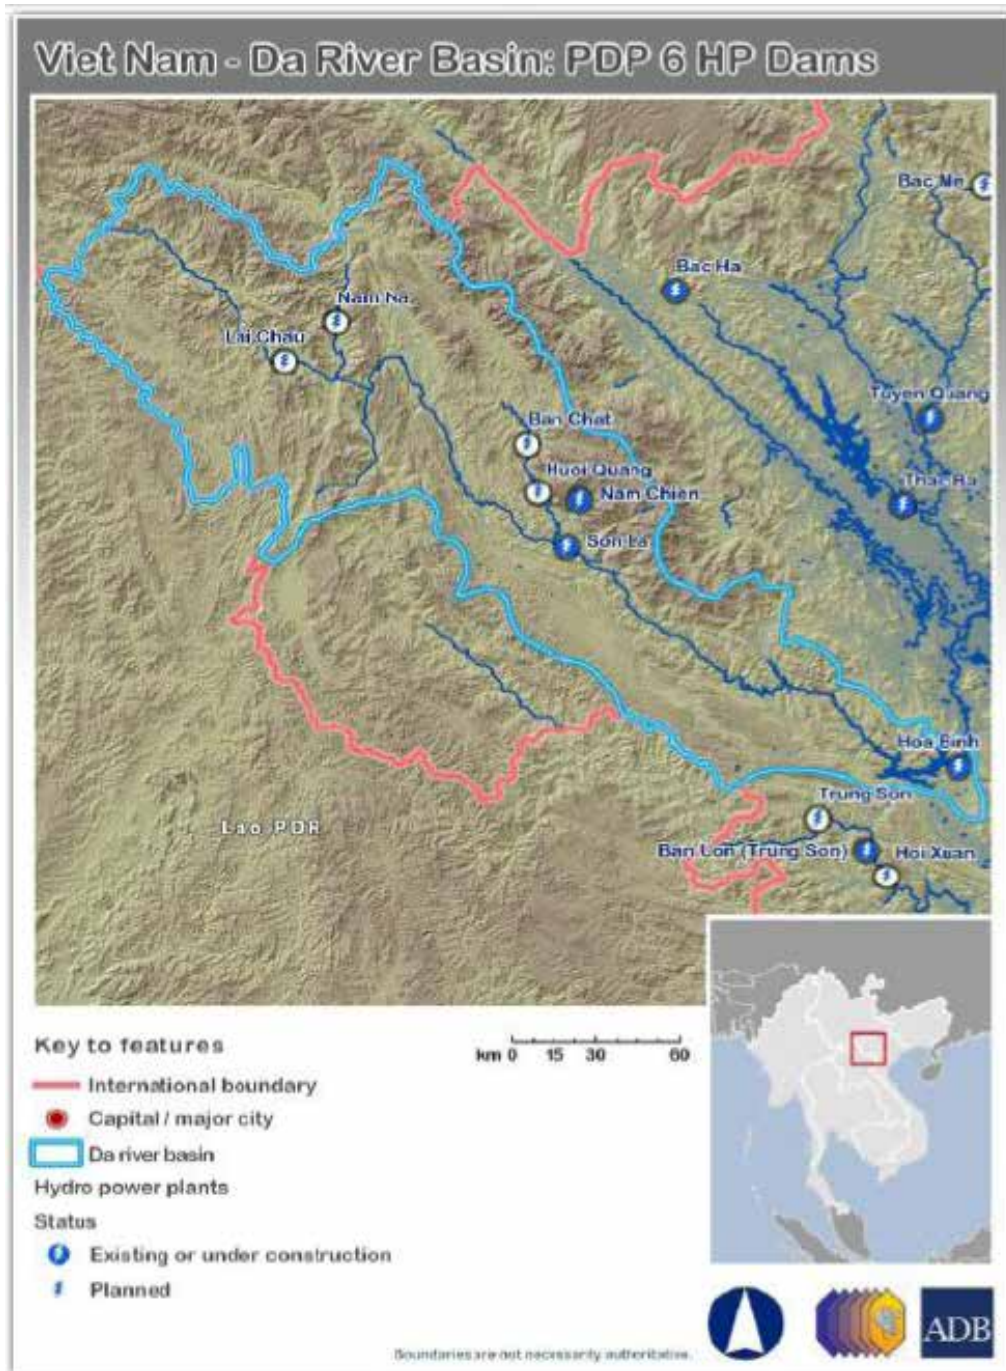 Viet Nam - Da River Basin: PDP 6 HP Dams
Bac Me
Bac Ha
Nam Na
Lai Chau
Tuyen Quang
Ban Chat
Huoi Quang
Nam Chien
Thac Ba
Son La
Hoa Binh
Trung Son
Lao PDR
Ban Uon (Trung Son)
Hoi Xuan
Key to features
km 0 15 30 60
International boundary
Capital / major city
Da river basin
Hydro power plants
Status
Existing or under construction
Planned
ADB
Boundaries are not necessarily authoritative.